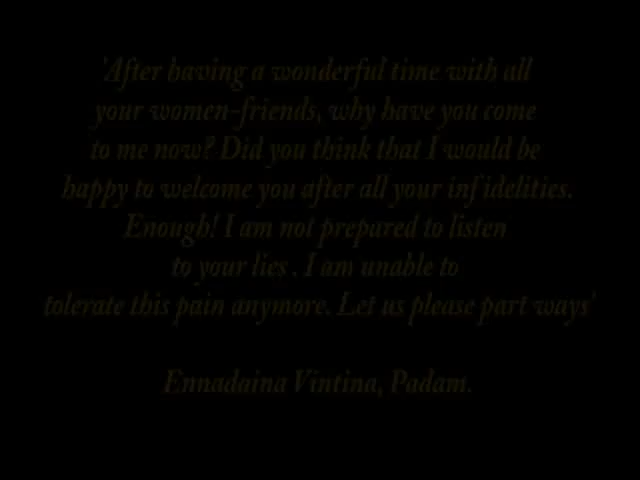 'After having a wonderful time with all
your women-friends, why have you come
to me now? Did you think that I would be
happy to welcome you after all your infidelities.
Enough! I am not prepared to listen
to your lies . I am unable to
tolerate this pain anymore. Let us please part ways'
Ennadaina Vintina, Padam.